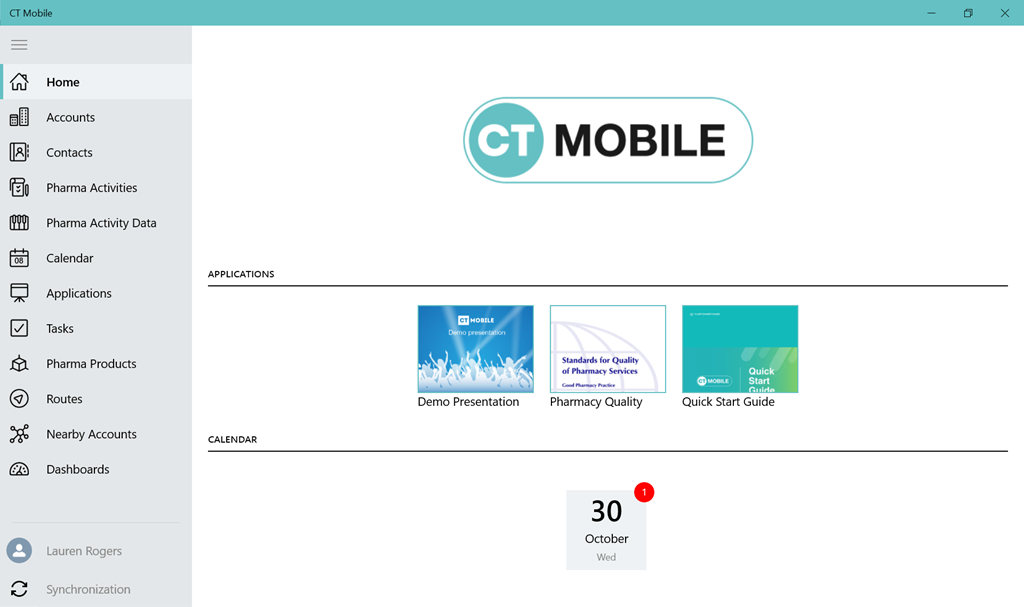 CT Mobile
Home
Accounts
Contacts
Pharma Activities
Pharma Activity Data
08
Calendar
Applications
Tasks
Pharma Products
Routes
Nearby Accounts
Dashboards
Lauren Rogers
Synchronization
CT MOBILE
APPLICATIONS
CT MOBILE
Demo presentation
Demo Presentation
Standards for Quality
of Pharmacy Services
Good Pharmacy Practice
Pharmacy Quality
CT MOBILE
Quick
Start
Guide
Quick Start Guide
CALENDAR
1
30
October
Wed